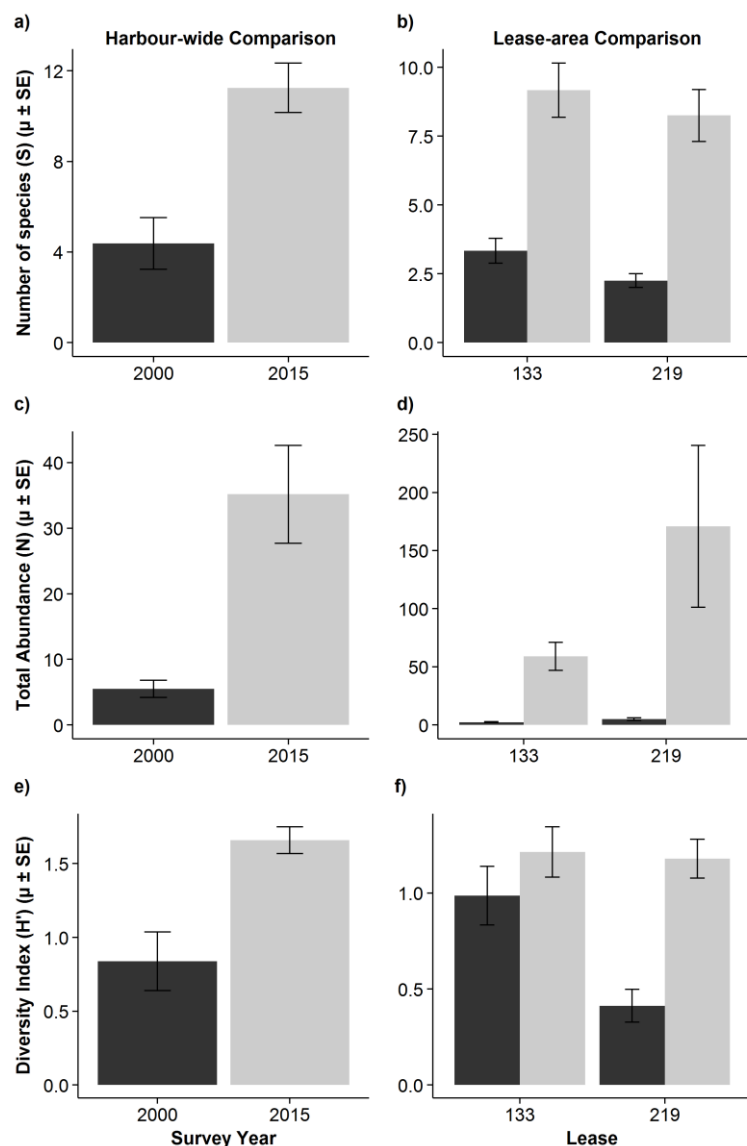 a)
Harbour-wide Comparison
Number of species (S) (μ ± SE)
12
8
4
0
2000 2015
b)
Lease-area Comparison
10.0
7.5
5.0
2.5
0.0
133 219
c)
Total Abundance (N) (μ ± SE)
40
30
20
10
0
2000 2015
d)
250
200
150
100
50
0
133 219
e)
Diversity Index (H') (μ ± SE)
1.5
1.0
0.5
0.0
2000 2015
Survey Year
f)
1.0
0.5
0.0
133 219
Lease